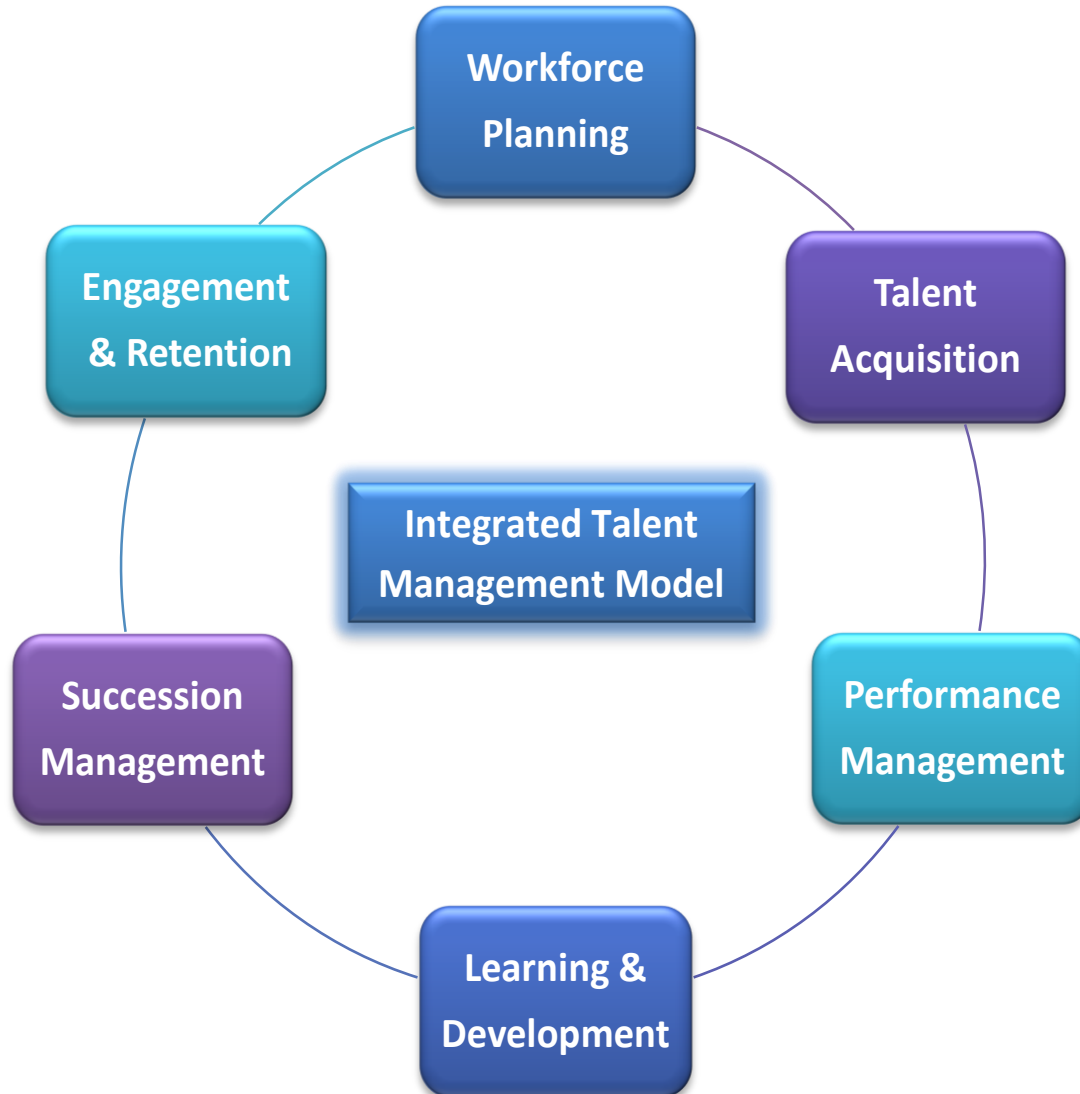 Workforce
Planning
Talent
Acquisition
Performance
Management
Learning &
Development
Succession
Management
Engagement
& Retention
Integrated Talent
Management Model